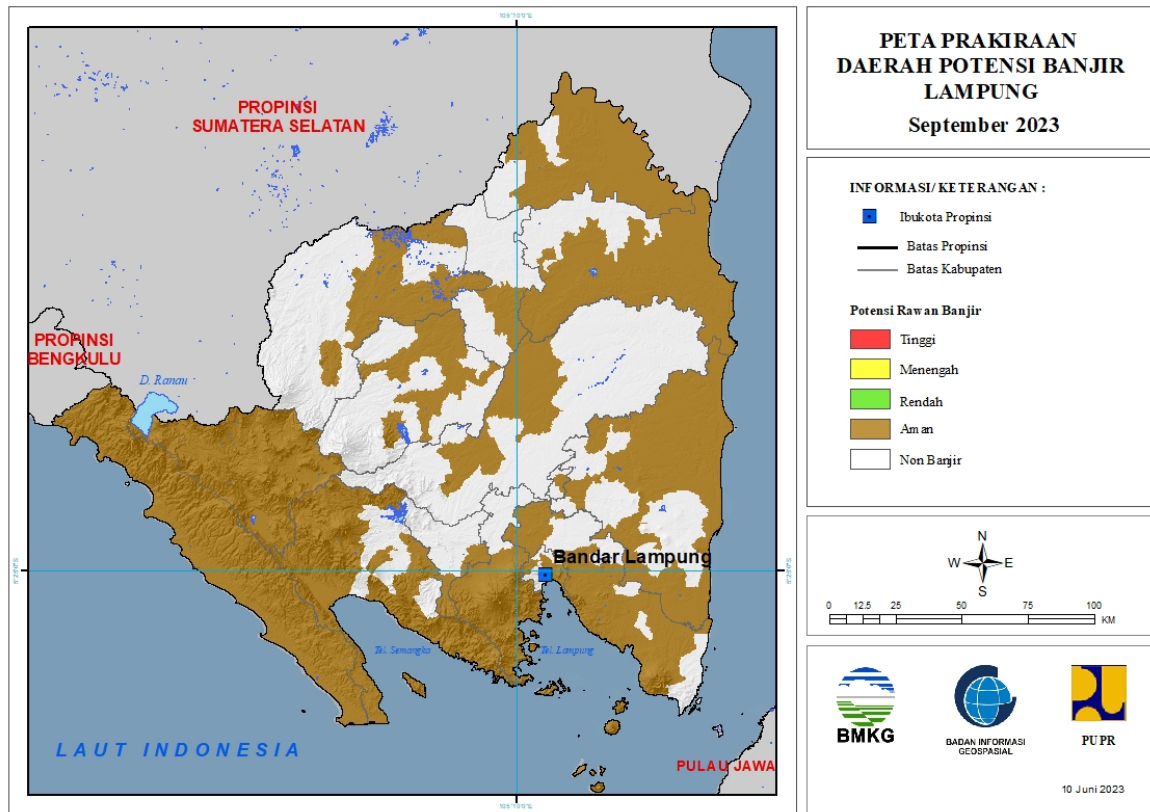 PETA PRAKIRAAN
DAERAH POTENSI BANJIR
LAMPUNG
September 2023
INFORMASI/ KETERANGAN :
Ibukota Propinsi
Batas Propinsi
Batas Kabupaten
Potensi Rawan Banjir
Tinggi
Menengah
Rendah
Aman
Non Banjir
N
W E
S
0 12.5 25 50 75 100
KM
BMKG
BADAN INFORMASI
GEOSPASIAL
PUPR
10 Juni 2023
PROPINSI
SUMATERA SELATAN
PROPINSI
BENGKULU
D. Ranau
Bandar Lampung
Tel. Semangka
Tel. Lampung
LAUT INDONESIA
PULAU JAWA